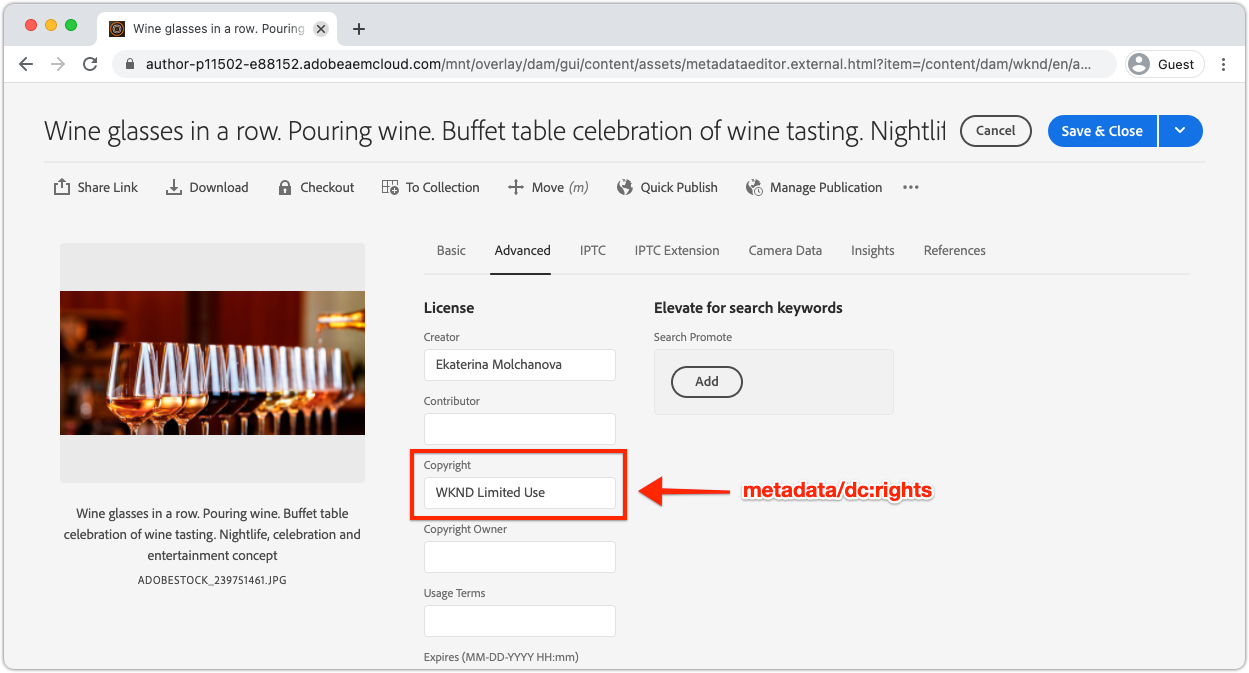 Wine glasses in a row. Pouring
author-p11502-e88152.adobeaemcloud.com/mnt/overlay/dam/gui/content/assets/metadataeditor.external.html?item=/content/dam/wknd/en/a...
Guest
Wine glasses in a row. Pouring wine. Buffet table celebration of wine tasting. Nightlif
Cancel
Save & Close
Share Link
Download
Checkout
To Collection
Move (m)
Quick Publish
Manage Publication
Basic
Advanced
IPTC
IPTC Extension
Camera Data
Insights
References
Wine glasses in a row. Pouring wine. Buffet table
celebration of wine tasting. Nightlife, celebration and
entertainment concept
ADOBESTOCK_239751461.JPG
License
Creator
Ekaterina Molchanova
Contributor
Copyright
WKND Limited Use
Copyright Owner
Usage Terms
Expires (MM-DD-YYYY HH:mm)
Elevate for search keywords
Search Promote
Add
metadata/dc:rights